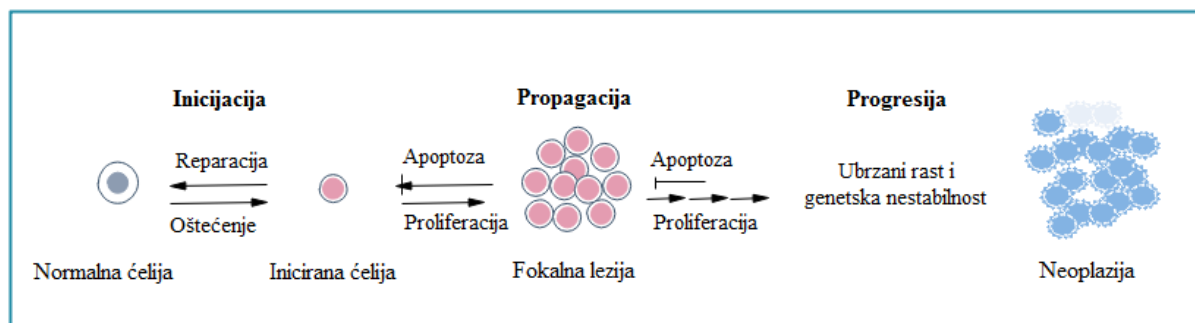 Inicijacija
Propagacija
Progresija
Reparacija
Oštećenje
Apoptoza
Proliferacija
Apoptoza
Proliferacija
Ubrzani rast i
genetska nestabilnost
Normalna ćelija
Inicirana ćelija
Fokalna lezija
Neoplazija